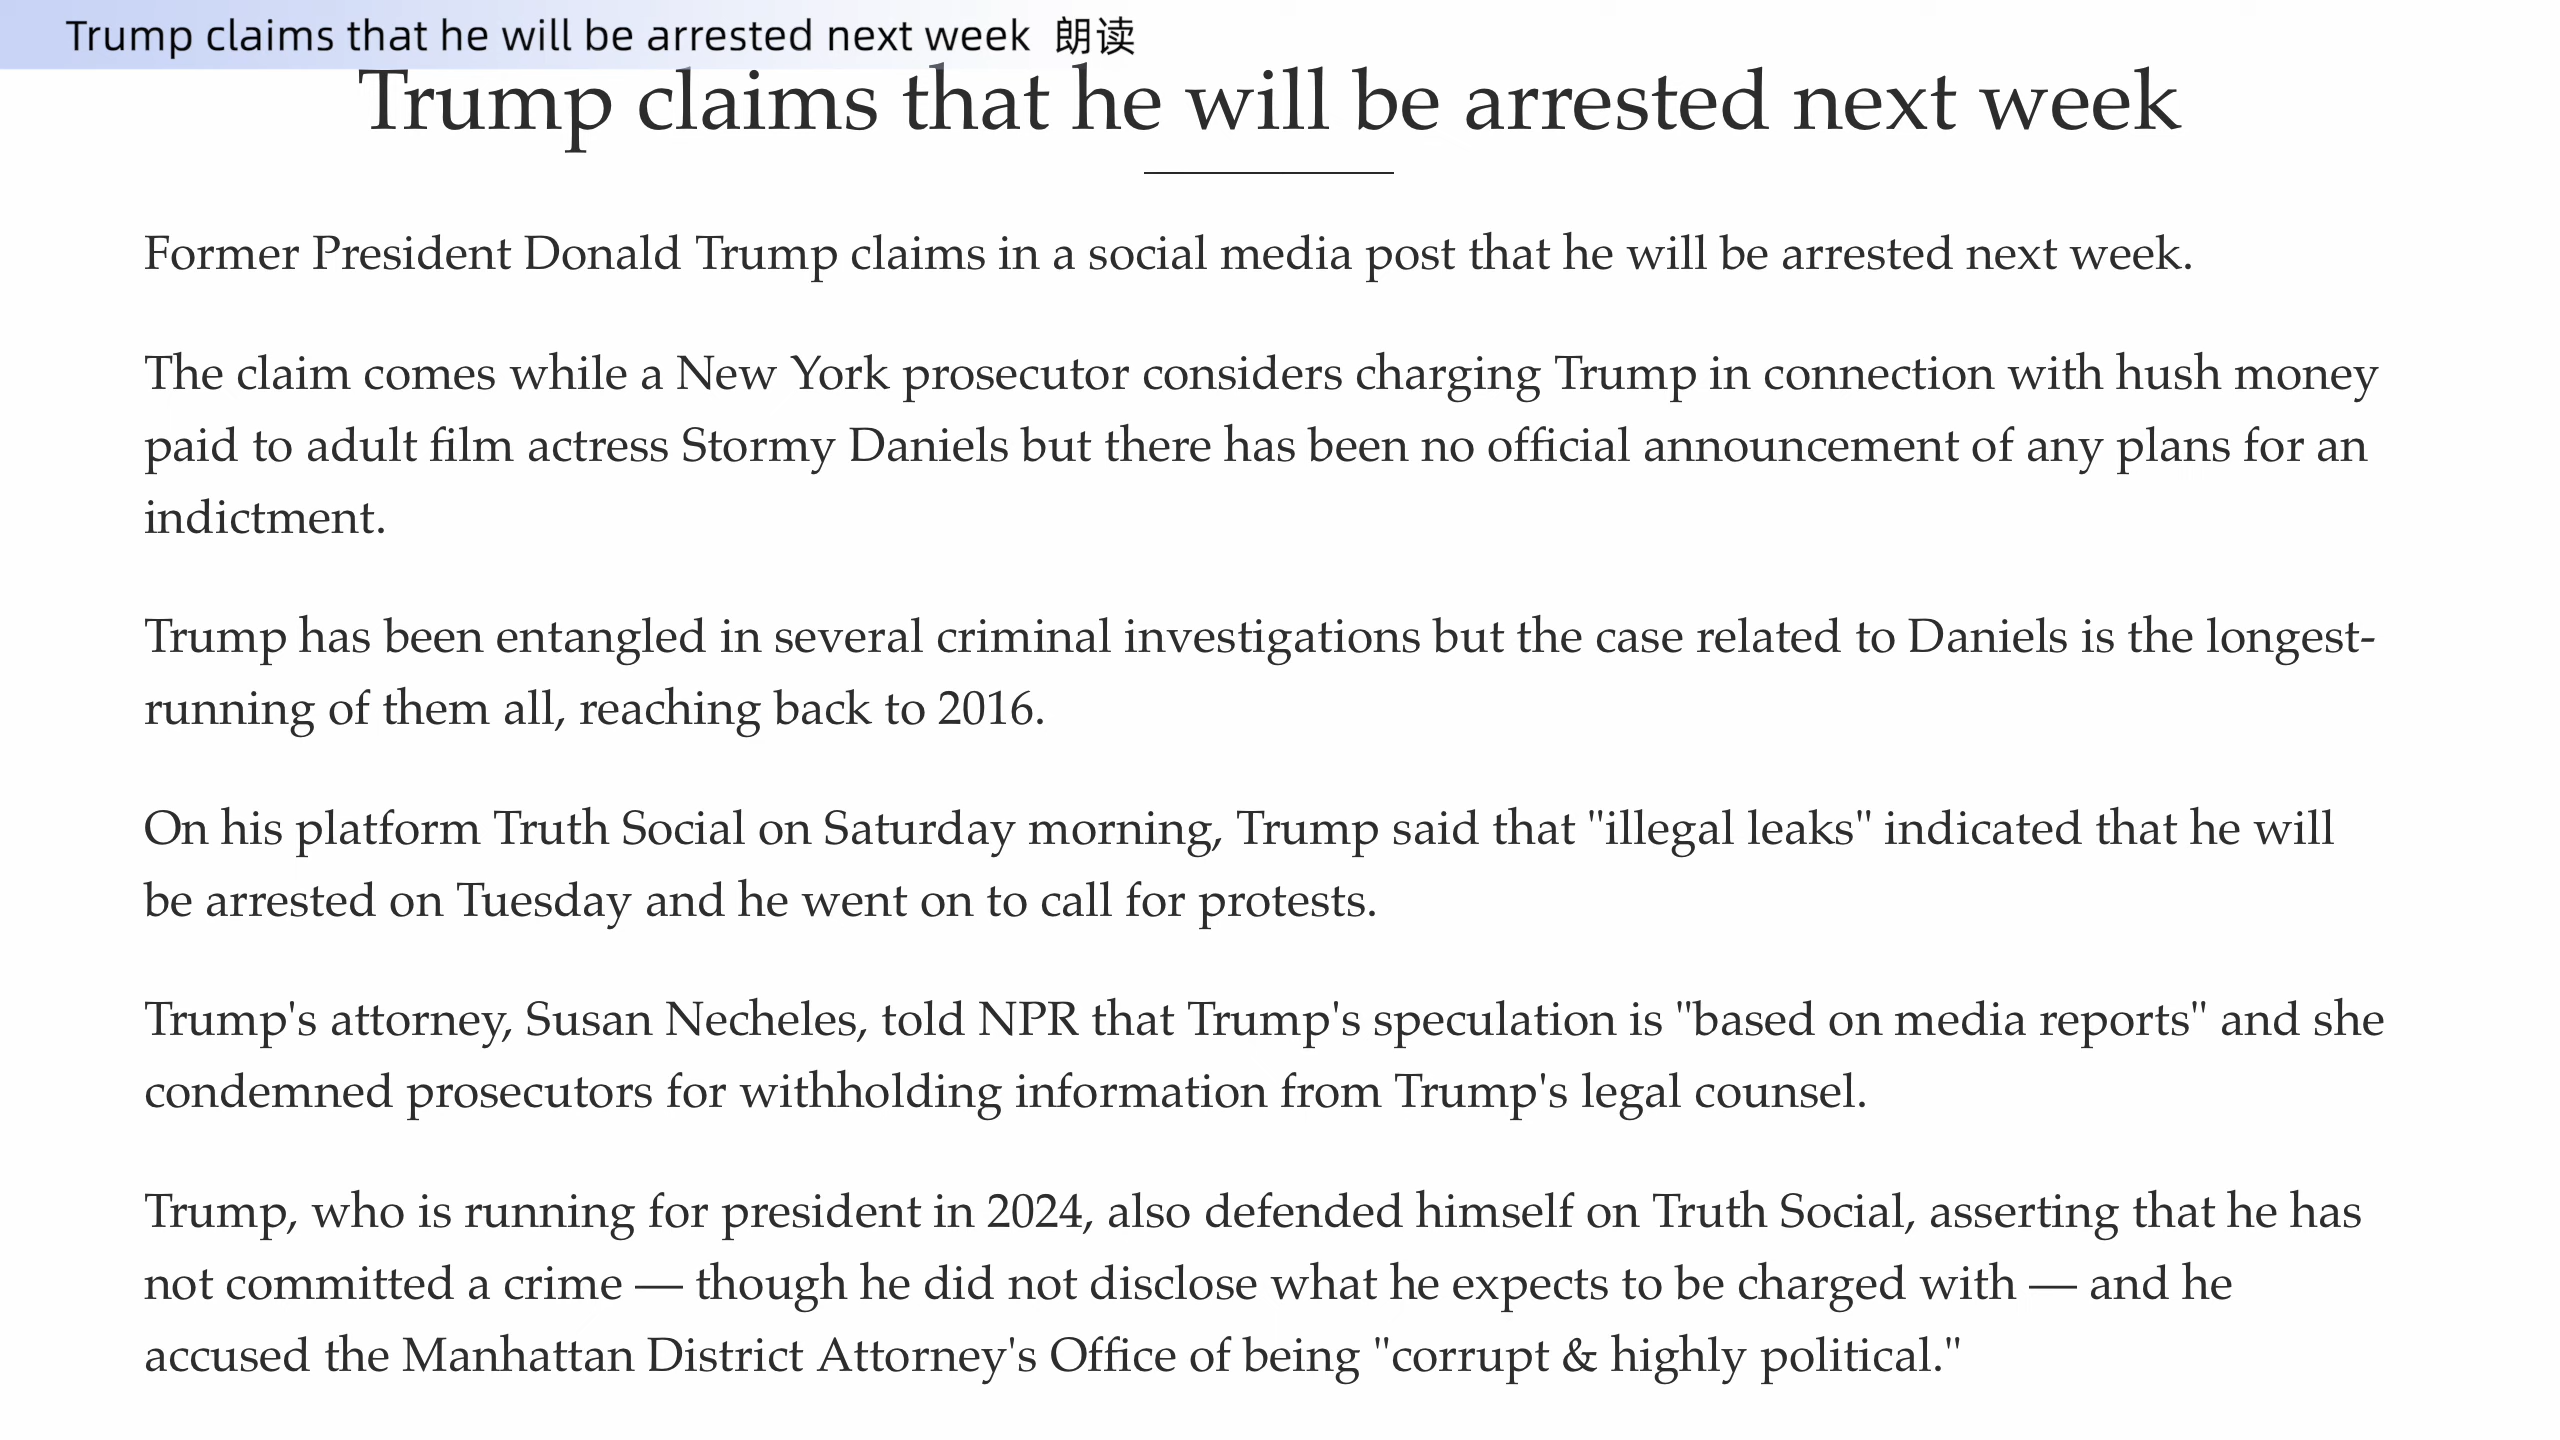 Trump claims that he will be arrested next week 朗读
Trump claims that he will be arrested next week
Former President Donald Trump claims in a social media post that he will be arrested next week.
The claim comes while a New York prosecutor considers charging Trump in connection with hush money
paid to adult film actress Stormy Daniels but there has been no official announcement of any plans for an
indictment.
Trump has been entangled in several criminal investigations but the case related to Daniels is the longest-
running of them all, reaching back to 2016.
On his platform Truth Social on Saturday morning, Trump said that "illegal leaks" indicated that he will
be arrested on Tuesday and he went on to call for protests.
Trump's attorney, Susan Necheles, told NPR that Trump's speculation is "based on media reports" and she
condemned prosecutors for withholding information from Trump's legal counsel.
Trump, who is running for president in 2024, also defended himself on Truth Social, asserting that he has
not committed a crime — though he did not disclose what he expects to be charged with — and he
accused the Manhattan District Attorney's Office of being "corrupt & highly political."